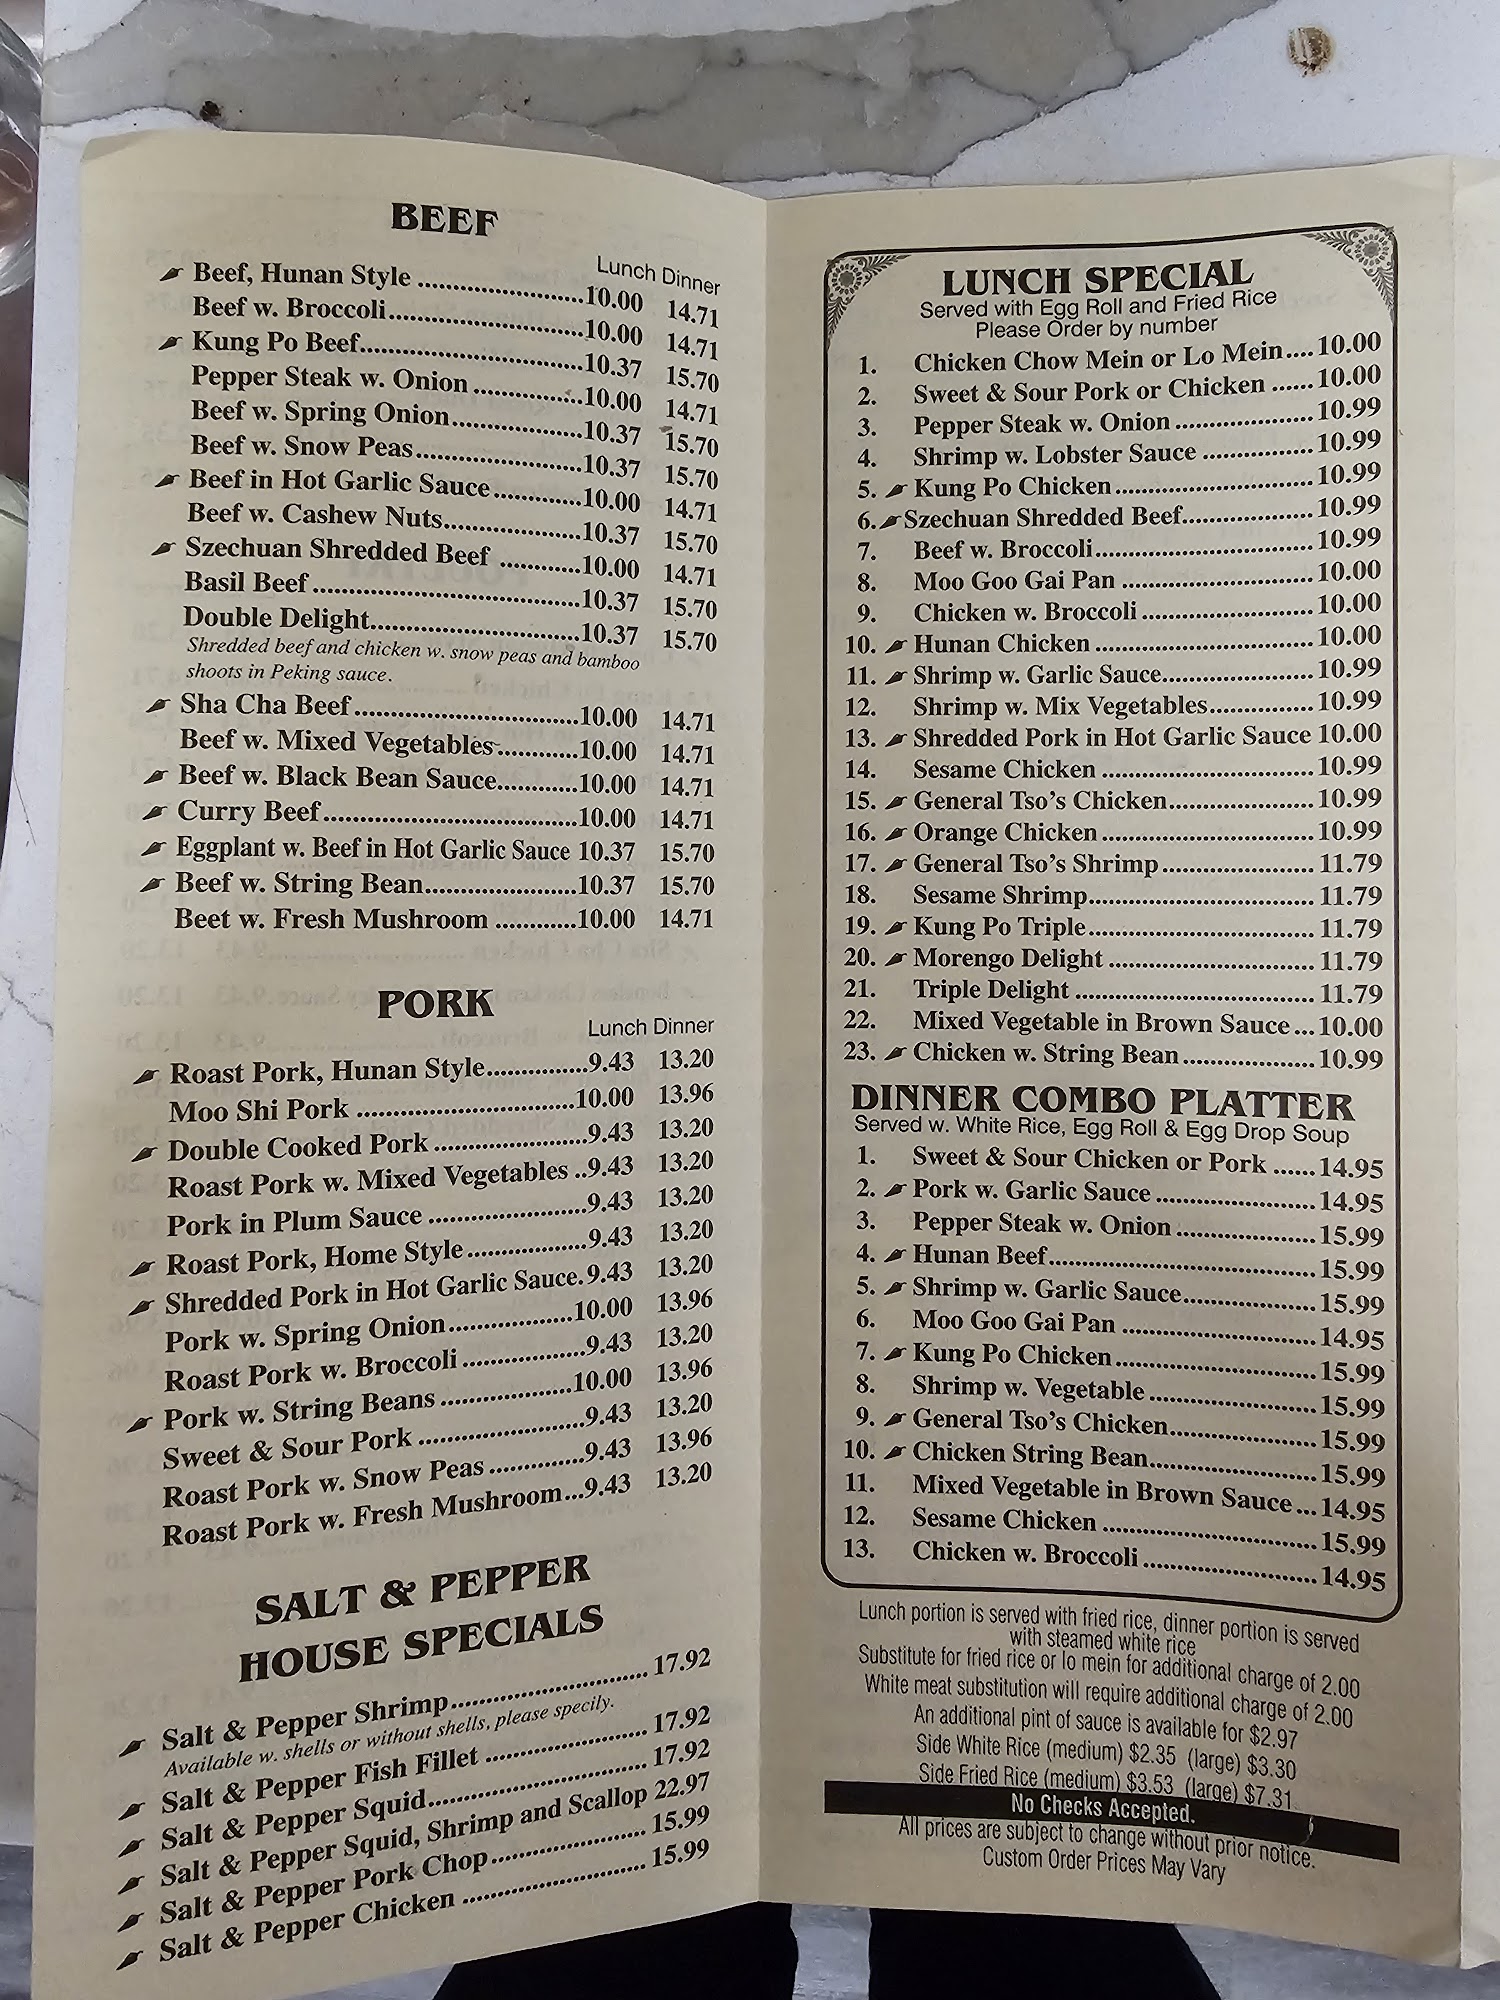 BEEF
Lunch Dinner
Beef, Hunan Style ..........................10.00 14.71
Beef w. Broccoli..............................10.00 14.71
Kung Po Beef...................................10.37 15.70
Pepper Steak w. Onion .................10.00 14.71
Beef w. Spring Onion....................10.37 15.70
Beef w. Snow Peas..........................10.37 15.70
Beef in Hot Garlic Sauce..............10.00 14.71
Beef w. Cashew Nuts.....................10.37 15.70
Szechuan Shredded Beef ............10.00 14.71
Basil Beef ........................................10.37 15.70
Double Delight...............................10.37 15.70
Shredded beef and chicken w. snow peas and bamboo
shoots in Peking sauce.
Sha Cha Beef..................................10.00 14.71
Beef w. Mixed Vegetables............10.00 14.71
Beef w. Black Bean Sauce............10.00 14.71
Curry Beef......................................10.00 14.71
Eggplant w. Beef in Hot Garlic Sauce 10.37 15.70
Beef w. String Bean.......................10.37 15.70
Beet w. Fresh Mushroom ............10.00 14.71
PORK
Lunch Dinner
Roast Pork, Hunan Style...............9.43 13.20
Moo Shi Pork .................................10.00 13.96
Double Cooked Pork .......................9.43 13.20
Roast Pork w. Mixed Vegetables ..9.43 13.20
Pork in Plum Sauce ........................9.43 13.20
Roast Pork, Home Style..................9.43 13.20
Shredded Pork in Hot Garlic Sauce.9.43 13.20
Pork w. Spring Onion...................10.00 13.96
Roast Pork w. Broccoli ..................9.43 13.20
Pork w. String Beans ....................10.00 13.96
Sweet & Sour Pork .........................9.43 13.20
Roast Pork w. Snow Peas ..............9.43 13.96
Roast Pork w. Fresh Mushroom...9.43 13.20
SALT & PEPPER
HOUSE SPECIALS
Salt & Pepper Shrimp.............................. 17.92
Available w. shells or without shells, please specily.
Salt & Pepper Fish Fillet ......................... 17.92
Salt & Pepper Squid................................. 17.92
Salt & Pepper Squid, Shrimp and Scallop 22.97
Salt & Pepper Pork Chop........................ 15.99
Salt & Pepper Chicken ............................ 15.99
LUNCH SPECIAL
Served with Egg Roll and Fried Rice
Please Order by number
1. Chicken Chow Mein or Lo Mein....10.00
2. Sweet & Sour Pork or Chicken ......10.00
3. Pepper Steak w. Onion .....................10.99
4. Shrimp w. Lobster Sauce .................10.99
5. Kung Po Chicken...............................10.99
6. Szechuan Shredded Beef....................10.99
7. Beef w. Broccoli.................................10.99
8. Moo Goo Gai Pan .............................10.00
9. Chicken w. Broccoli ..........................10.00
10. Hunan Chicken .................................10.00
11. Shrimp w. Garlic Sauce.......................10.99
12. Shrimp w. Mix Vegetables................10.99
13. Shredded Pork in Hot Garlic Sauce 10.00
14. Sesame Chicken ................................10.99
15. General Tso's Chicken......................10.99
16. Orange Chicken ................................10.99
17. General Tso's Shrimp .......................11.79
18. Sesame Shrimp..................................11.79
19. Kung Po Triple..................................11.79
20. Morengo Delight ...............................11.79
21. Triple Delight ....................................11.79
22. Mixed Vegetable in Brown Sauce...10.00
23. Chicken w. String Bean ....................10.99
DINNER COMBO PLATTER
Served w. White Rice, Egg Roll & Egg Drop Soup
1. Sweet & Sour Chicken or Pork ......14.95
2. Pork w. Garlic Sauce ........................14.95
3. Pepper Steak w. Onion .....................15.99
4. Hunan Beef........................................15.99
5. Shrimp w. Garlic Sauce....................15.99
6. Moo Goo Gai Pan .............................14.95
7. Kung Po Chicken..............................15.99
8. Shrimp w. Vegetable .........................15.99
9. General Tso's Chicken......................15.99
10. Chicken String Bean.........................15.99
11. Mixed Vegetable in Brown Sauce...14.95
12. Sesame Chicken ................................15.99
13. Chicken w. Broccoli ..........................14.95
Lunch portion is served with fried rice, dinner portion is served
with steamed white rice
Substitute for fried rice or lo mein for additional charge of 2.00
White meat substitution will require additional charge of 2.00
An additional pint of sauce is available for $2.97
Side White Rice (medium) $2.35 (large) $3.30
Side Fried Rice (medium) $3.53 (large) $7.31
No Checks Accepted.
All prices are subject to change without prior notice.
Custom Order Prices May Vary